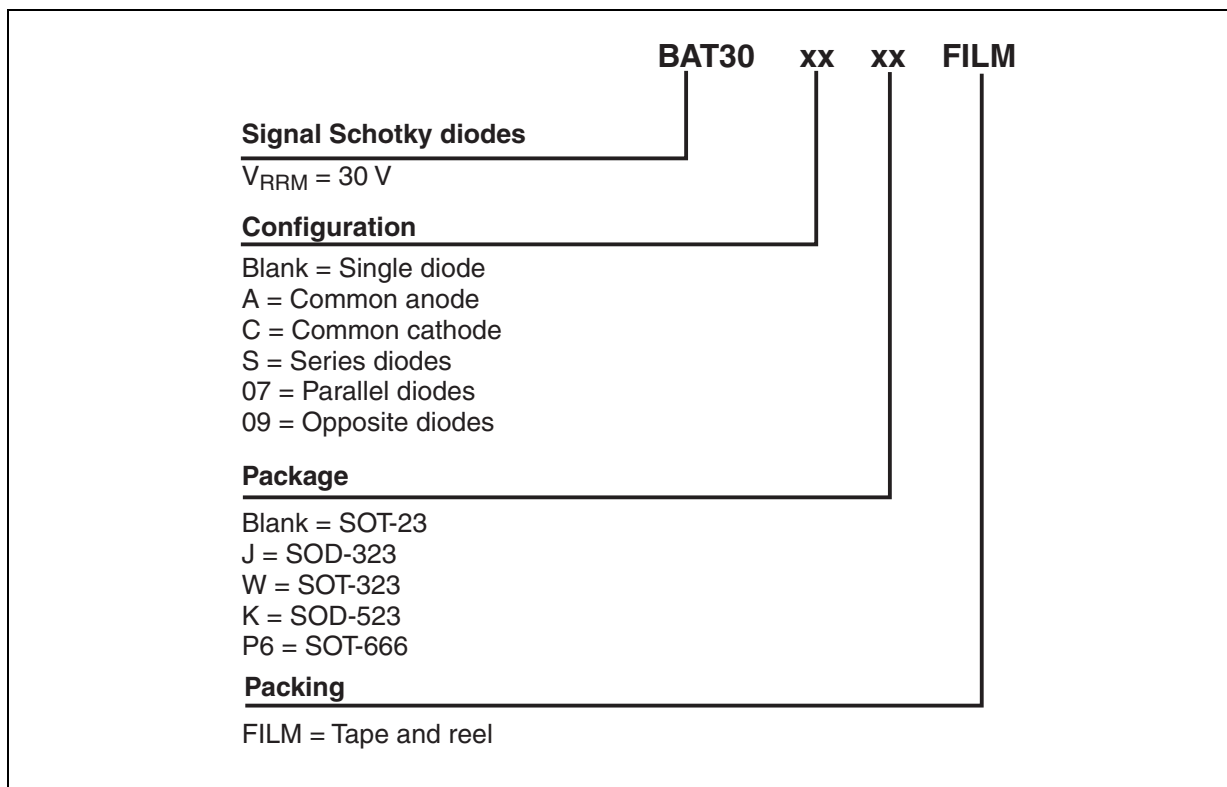 BAT30 xx xx FILM
Signal Schotky diodes
VRRM = 30 V
Configuration
Blank = Single diode
A = Common anode
C = Common cathode
S = Series diodes
07 = Parallel diodes
09 = Opposite diodes
Package
Blank = SOT-23
J = SOD-323
W = SOT-323
K = SOD-523
P6 = SOT-666
Packing
FILM = Tape and reel